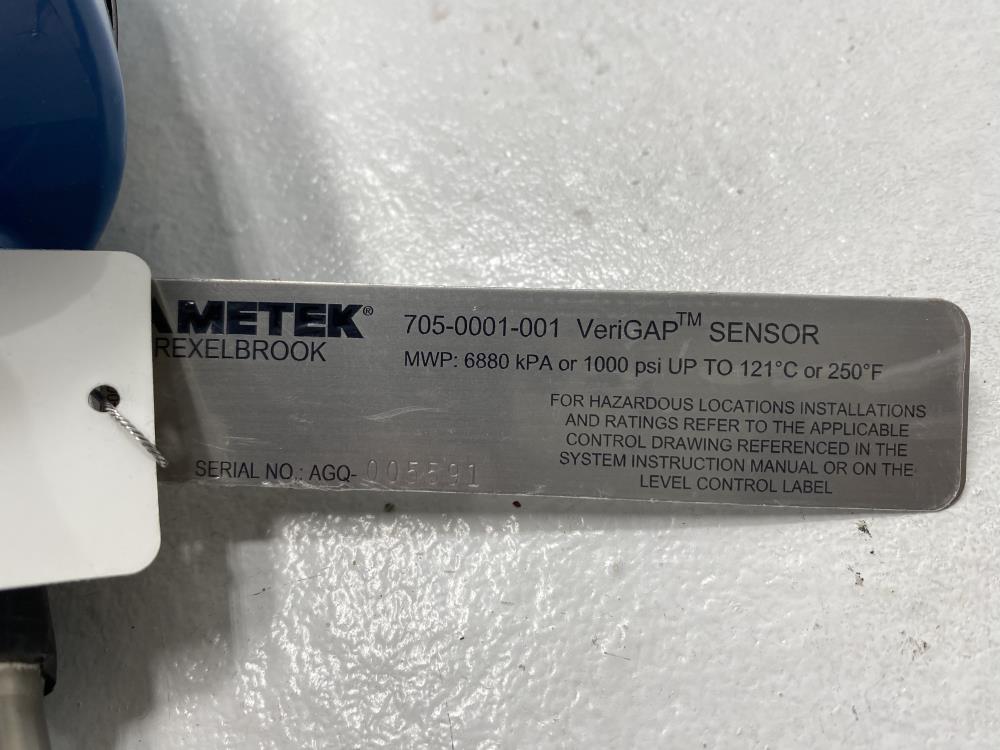 AMETEK®
REXELBROOK
705-0001-001 VeriGAP™ SENSOR
MWP: 6880 kPA or 1000 psi UP TO 121°C or 250°F
FOR HAZARDOUS LOCATIONS INSTALLATIONS
AND RATINGS REFER TO THE APPLICABLE
CONTROL DRAWING REFERENCED IN THE
SYSTEM INSTRUCTION MANUAL OR ON THE
LEVEL CONTROL LABEL
SERIAL NO.: AGQ-005591